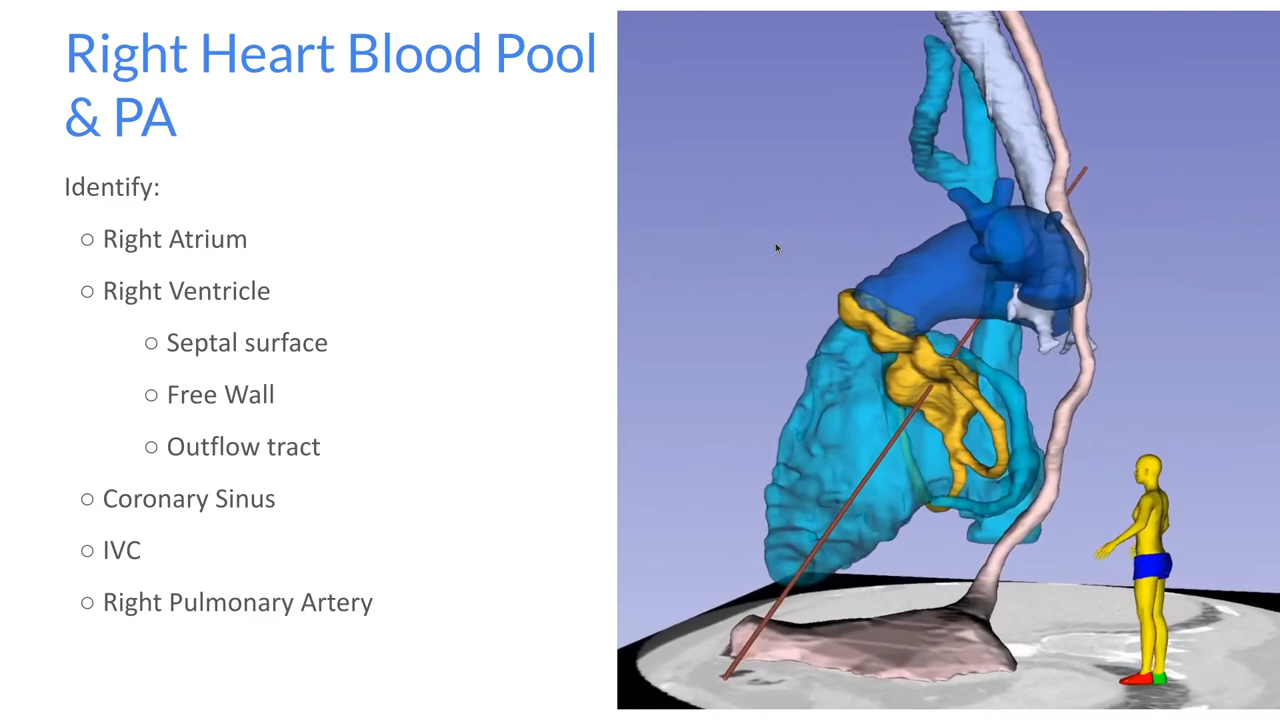 Right Heart Blood Pool
& PA
Identify:
○ Right Atrium
○ Right Ventricle
○ Septal surface
○ Free Wall
○ Outflow tract
○ Coronary Sinus
○ IVC
○ Right Pulmonary Artery